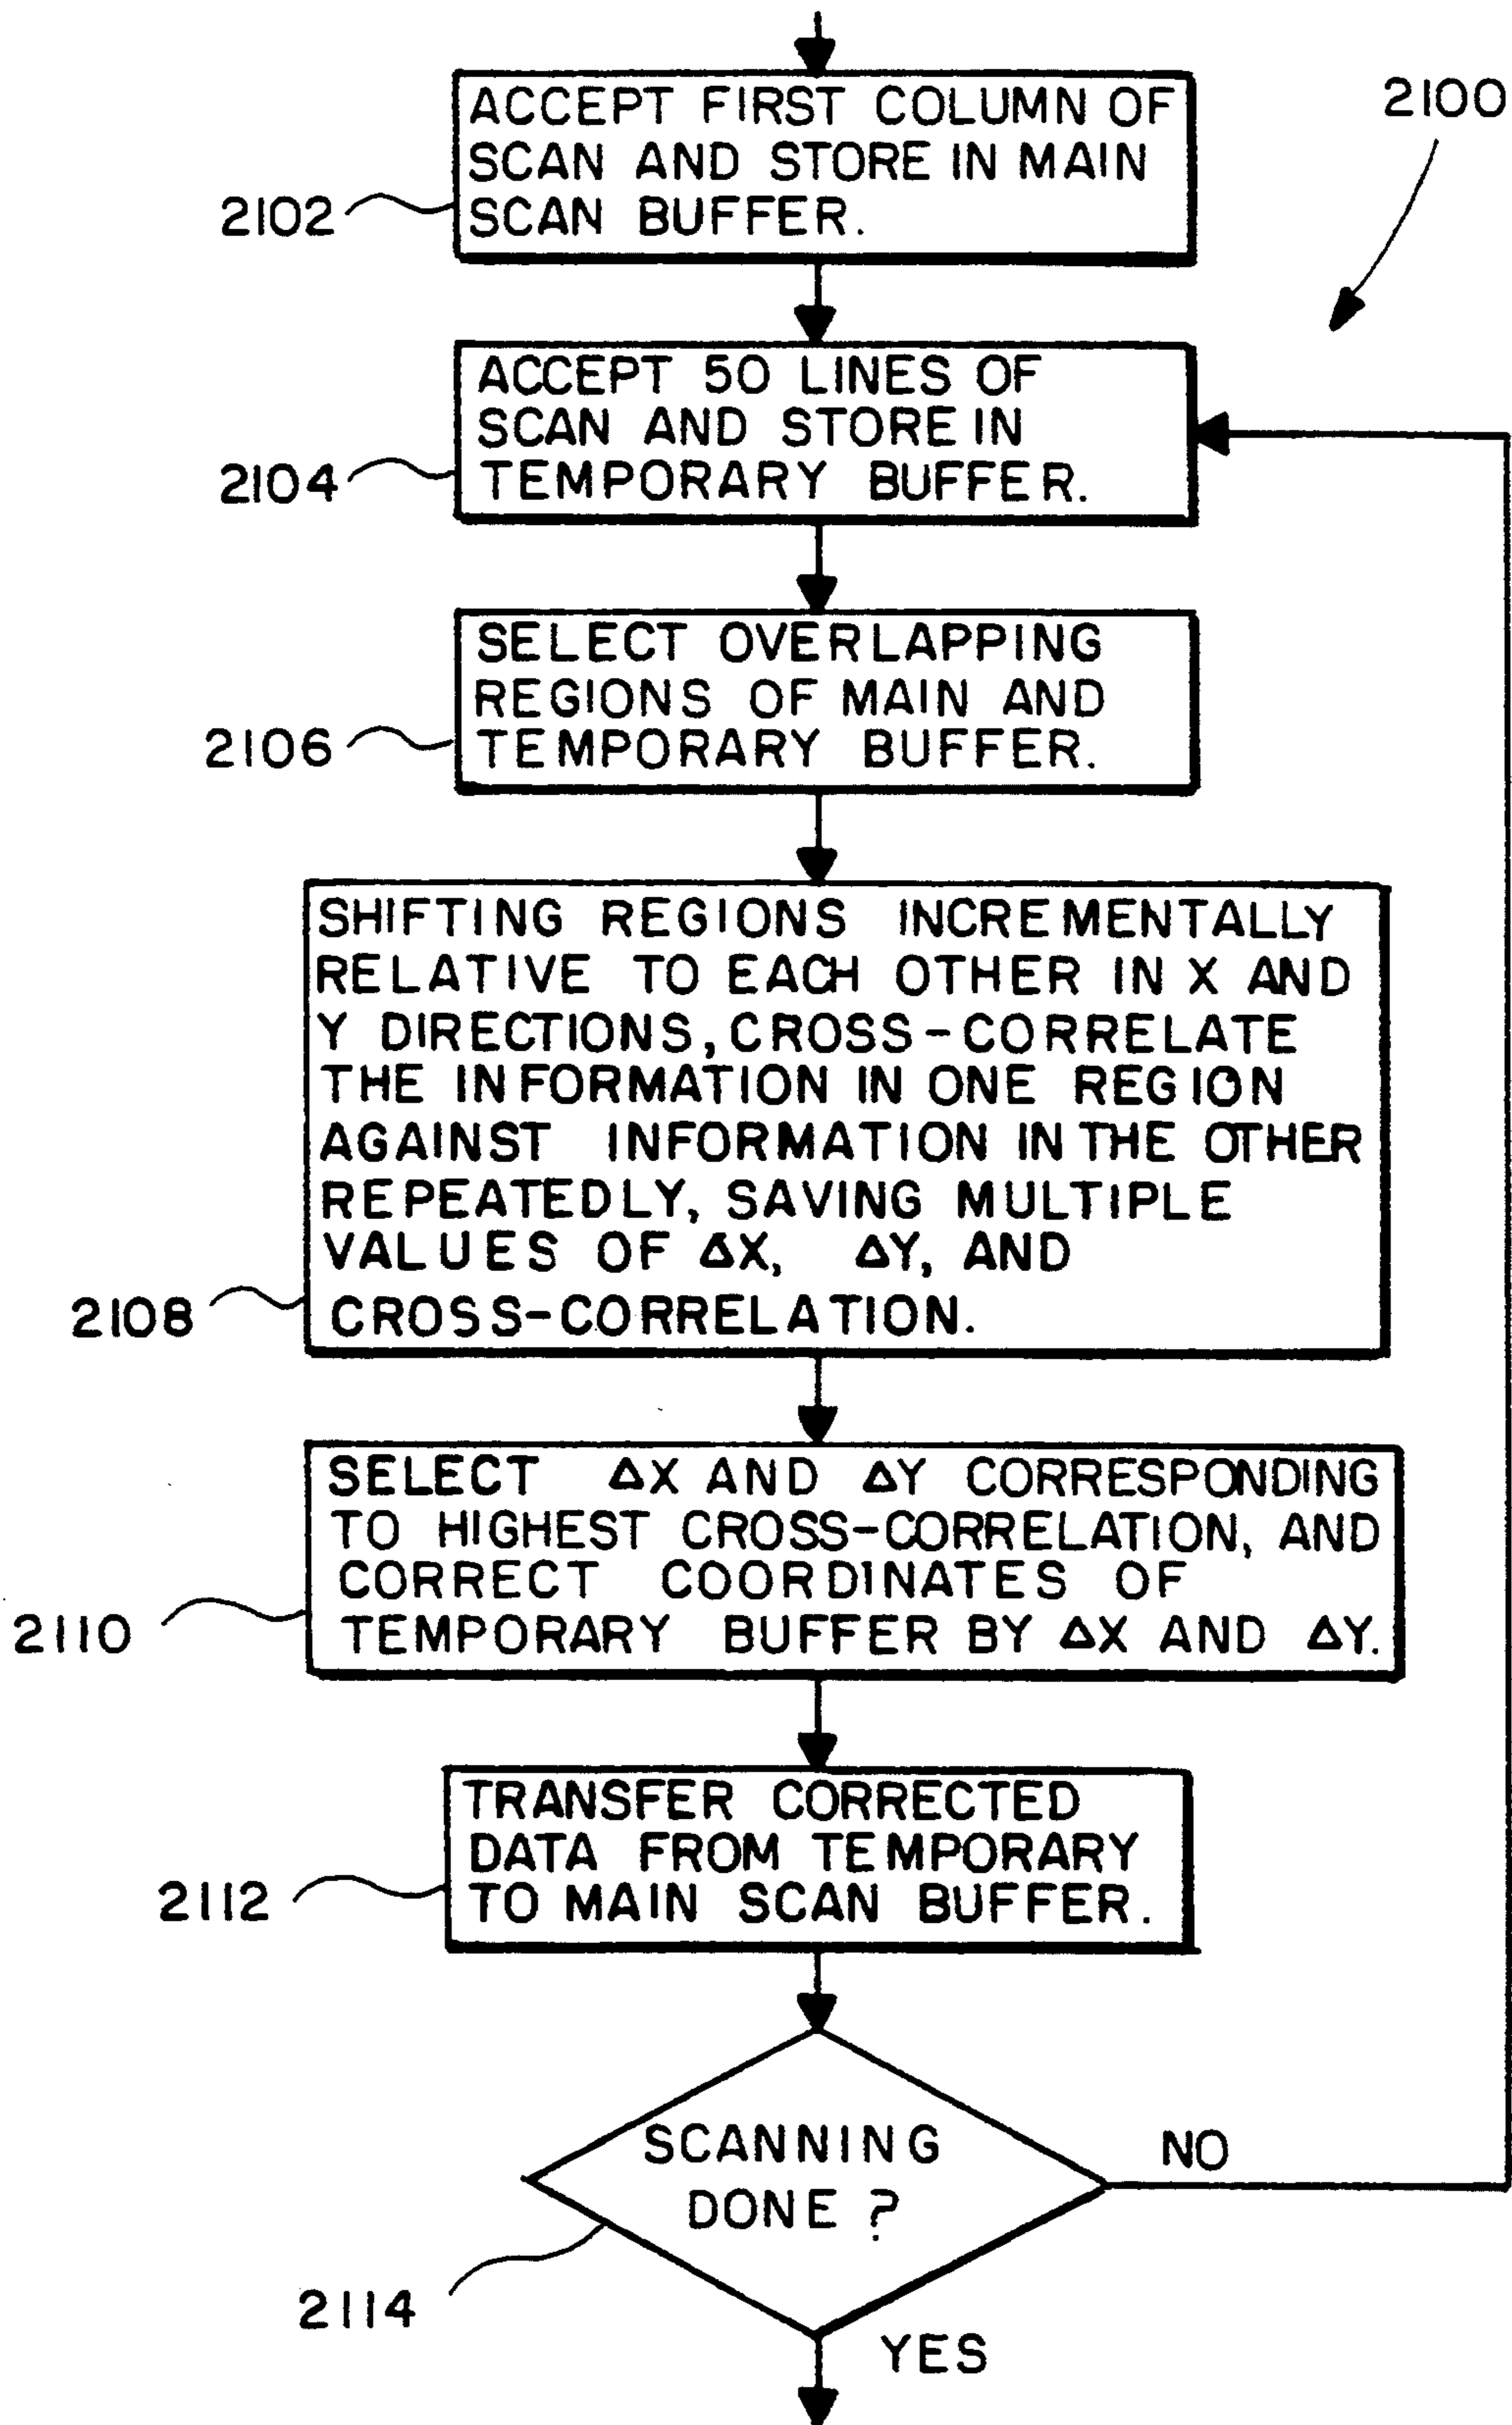 2100
ACCEPT FIRST COLUMN OF
SCAN AND STORE IN MAIN
SCAN BUFFER.
2102
ACCEPT 50 LINES OF
SCAN AND STORE IN
TEMPORARY BUFFER.
2104
SELECT OVERLAPPING
REGIONS OF MAIN AND
TEMPORARY BUFFER.
2106
SHIFTING REGIONS INCREMENTALLY
RELATIVE TO EACH OTHER IN X AND
Y DIRECTIONS, CROSS-CORRELATE
THE INFORMATION IN ONE REGION
AGAINST INFORMATION IN THE OTHER
REPEATEDLY, SAVING MULTIPLE
VALUES OF ΔX, ΔY, AND
CROSS-CORRELATION.
2108
SELECT ΔX AND ΔY CORRESPONDING
TO HIGHEST CROSS-CORRELATION, AND
CORRECT COORDINATES OF
TEMPORARY BUFFER BY ΔX AND ΔY.
2110
TRANSFER CORRECTED
DATA FROM TEMPORARY
TO MAIN SCAN BUFFER.
2112
SCANNING
DONE ?
NO
2114
YES